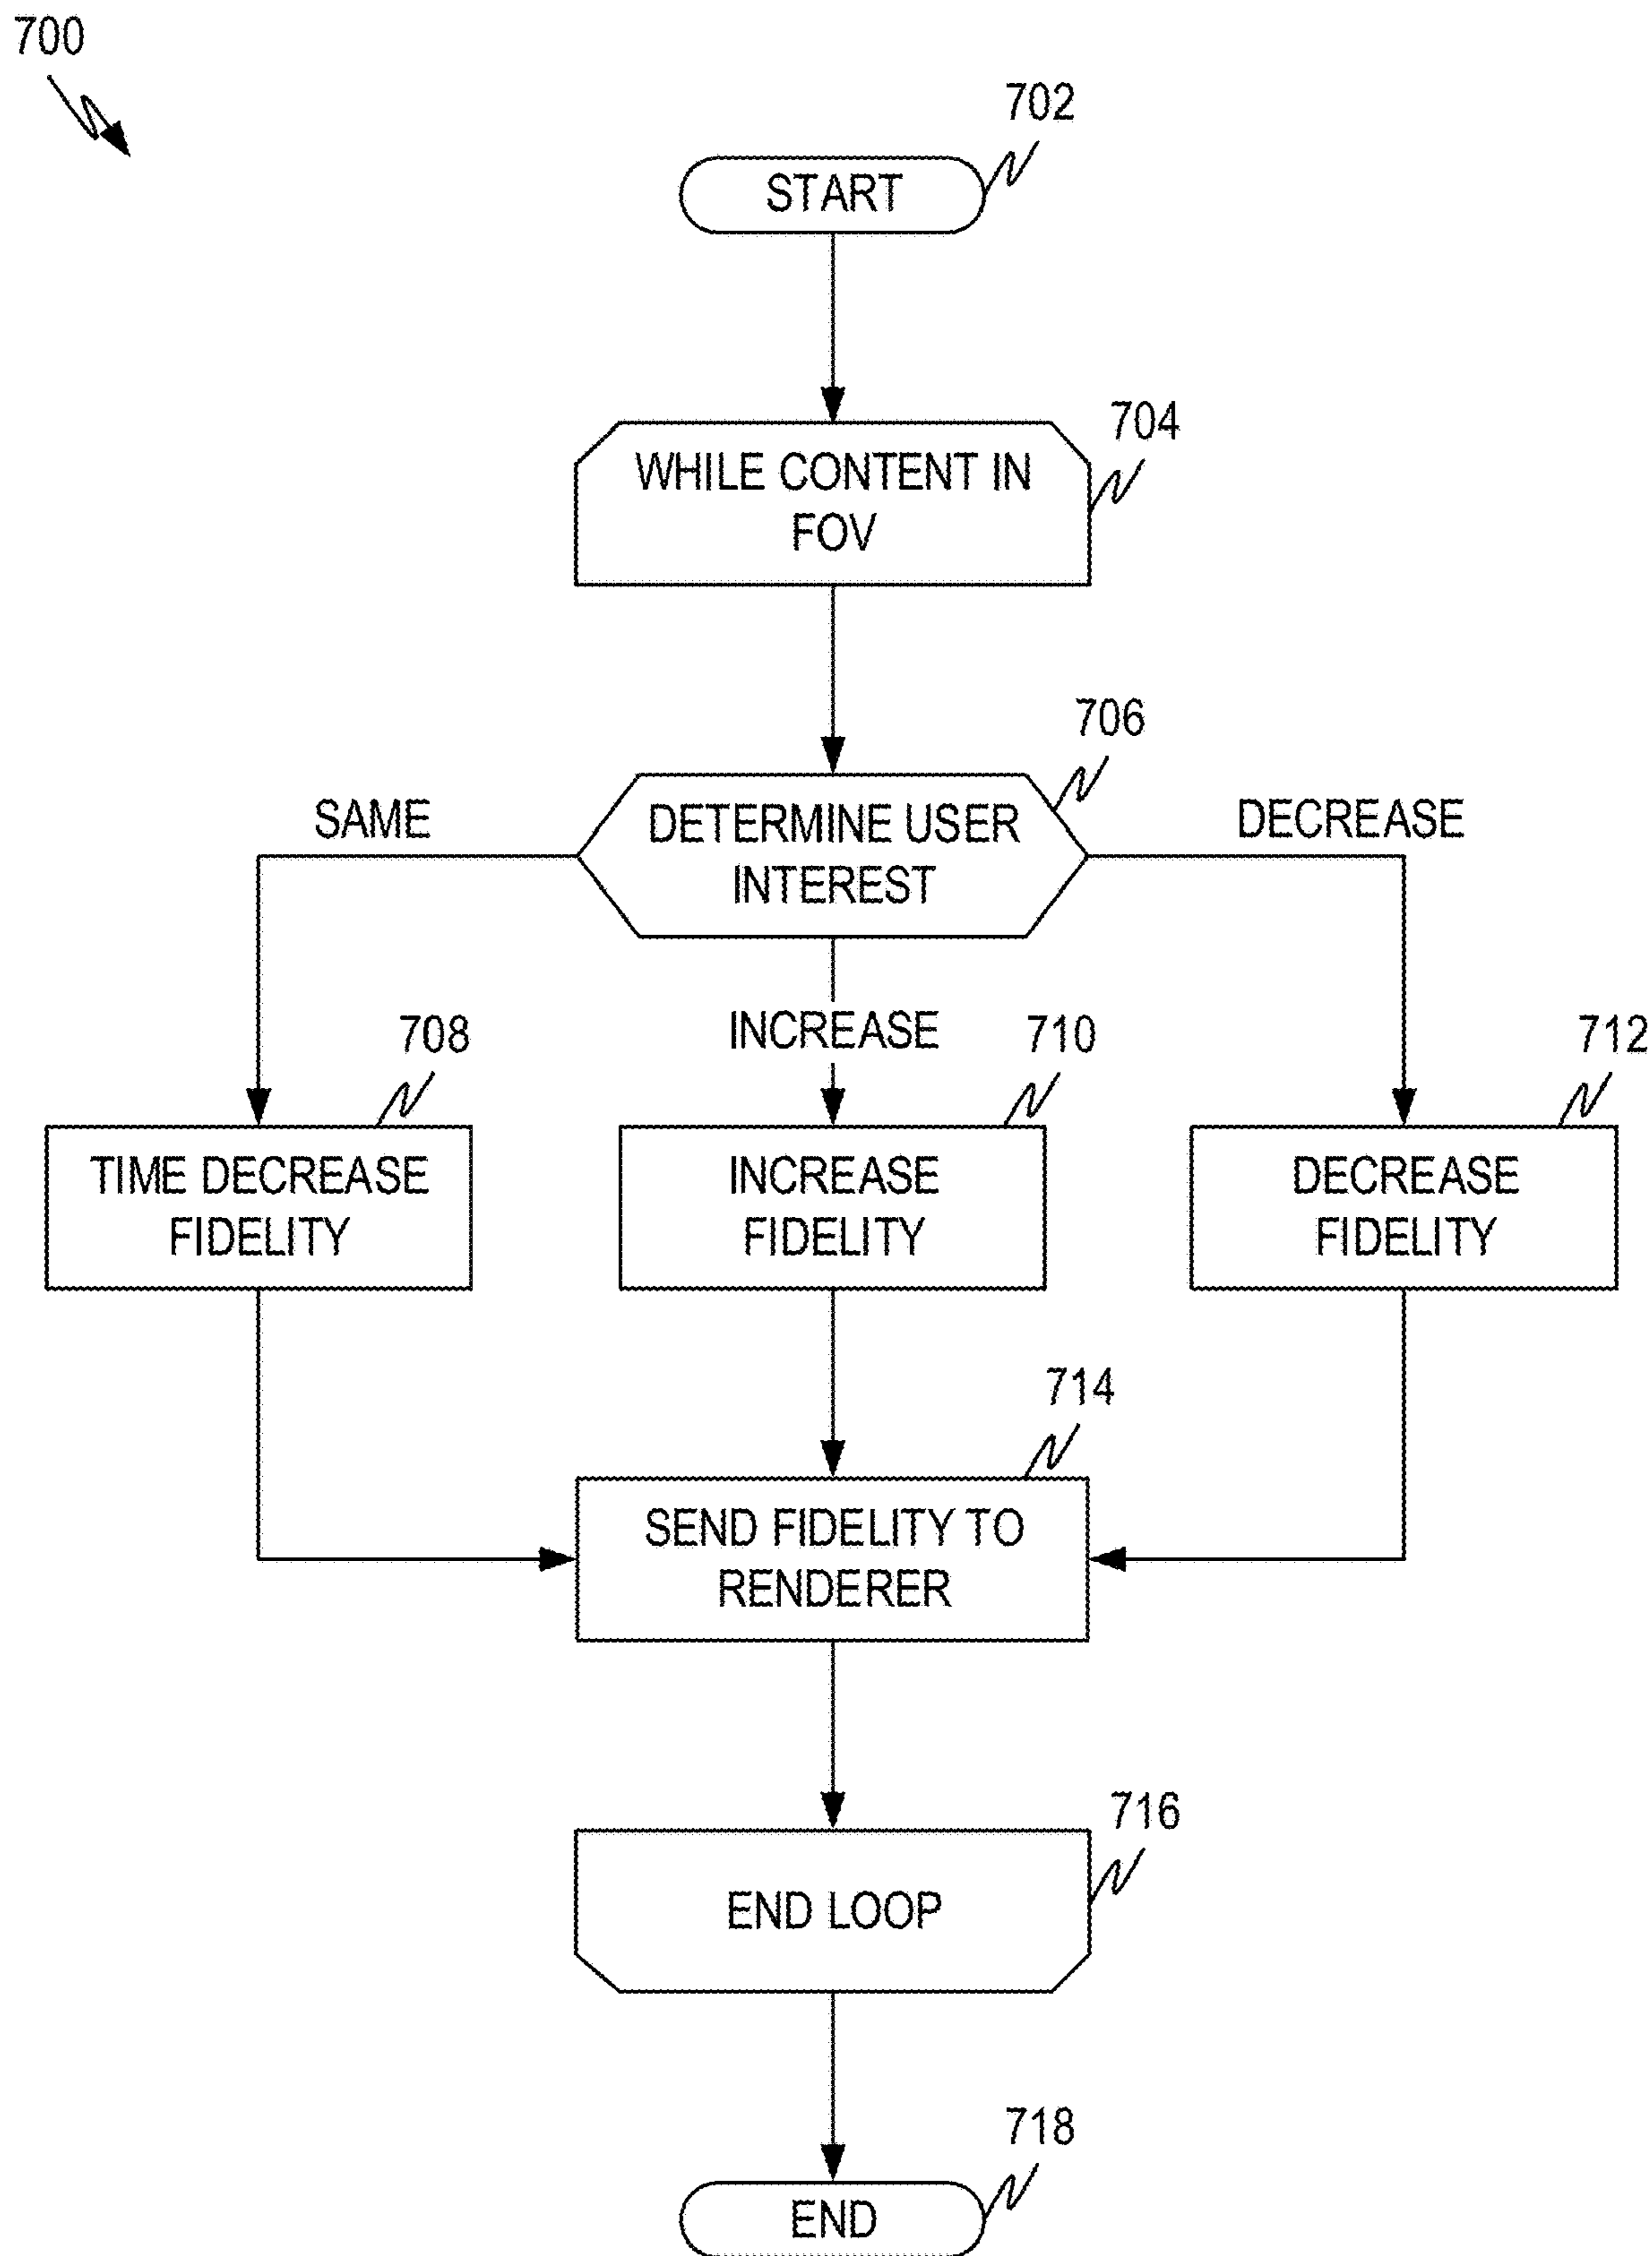 700
702
START
704
WHILE CONTENT IN
FOV
706
SAME
DETERMINE USER
INTEREST
DECREASE
708
INCREASE
710
712
TIME DECREASE
FIDELITY
INCREASE
FIDELITY
DECREASE
FIDELITY
714
SEND FIDELITY TO
RENDERER
716
END LOOP
718
END